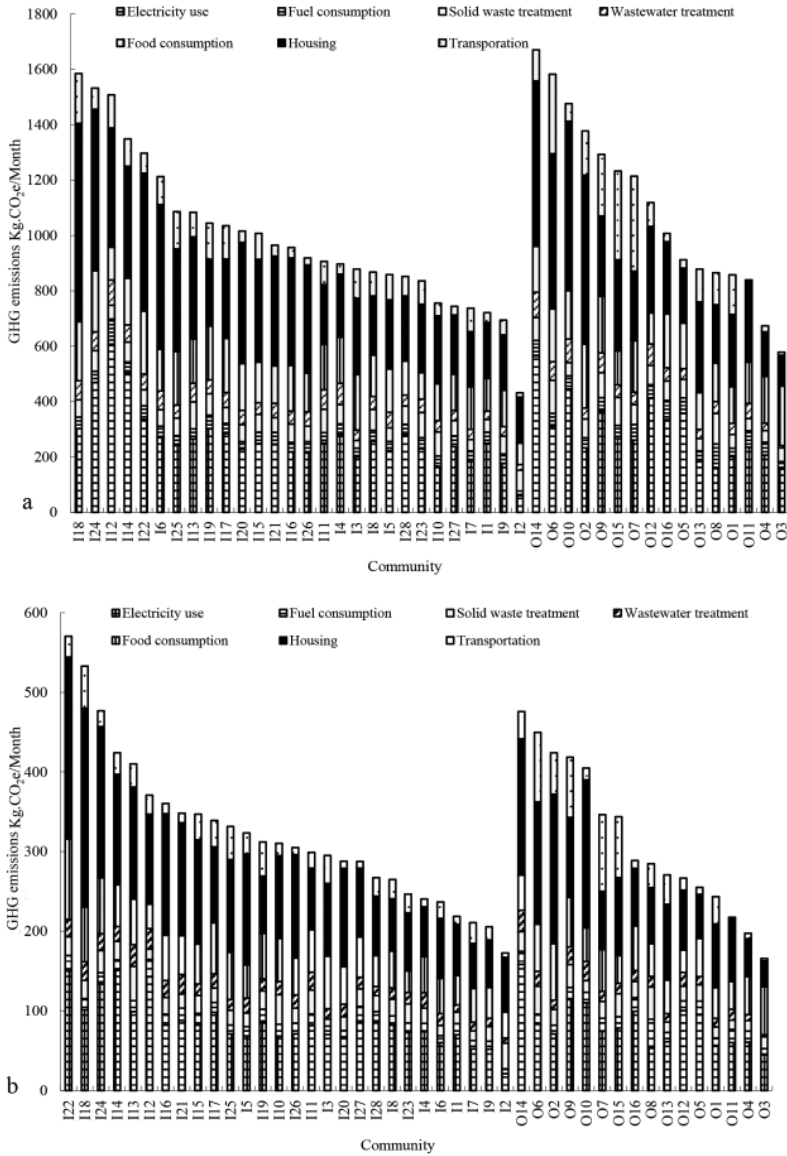 Electricity use Fuel consumption Solid waste treatment Wastewater treatment
Food consumption Housing Transporation
GHG emissions Kg.CO₂e/Month
1800
1600
1400
1200
1000
800
600
400
200
0
I18 I24 I12 I14 I22 I6 I25 I13 I19 I17 I20 I15 I21 I16 I26 I11 I4 I3 I8 I5 I28 I23 I10 I27 I7 I1 I9 I2 O14 O6 O10 O2 O9 O15 O7 O12 O16 O5 O13 O8 O1 O11 O4 O3
a
Community
Electricity use Fuel consumption Solid waste treatment Wastewater treatment
Food consumption Housing Transportation
GHG emissions Kg.CO₂e/Month
600
500
400
300
200
100
0
I22 I18 I24 I14 I13 I12 I16 I21 I15 I17 I25 I5 I19 I10 I26 I11 I3 I20 I27 I28 I8 I23 I4 I6 I1 I7 I9 I2 O14 O6 O2 O9 O10 O7 O15 O16 O8 O13 O12 O5 O1 O11 O4 O3
b
Community